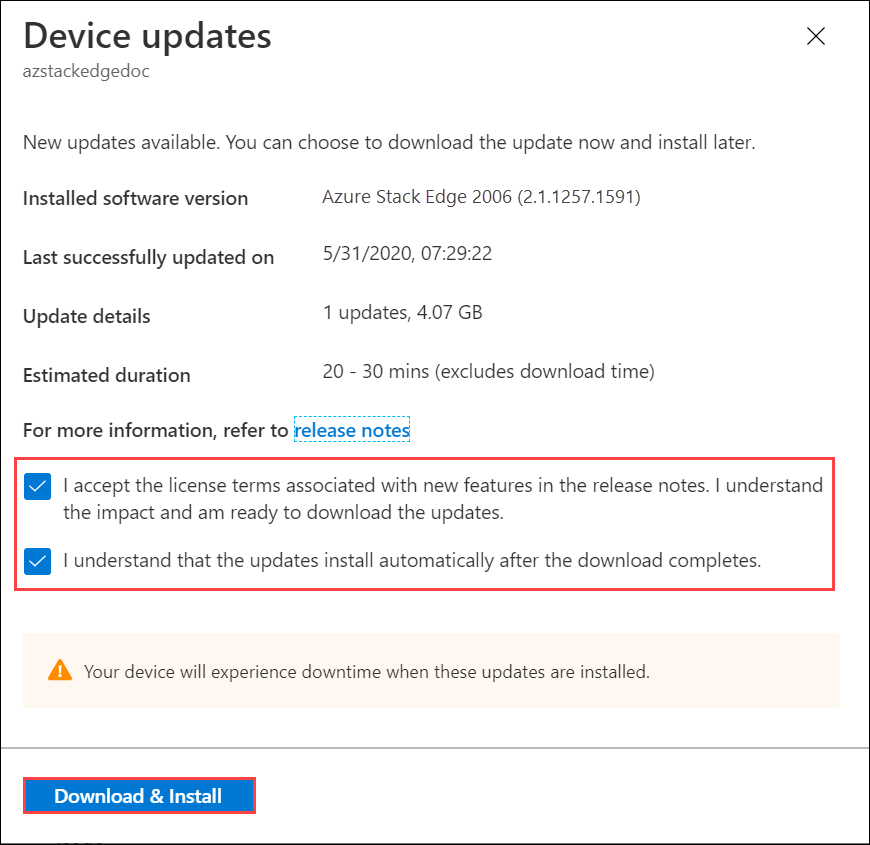 Device updates
azstackedgedoc
New updates available. You can choose to download the update now and install later.
Installed software version Azure Stack Edge 2006 (2.1.1257.1591)
Last successfully updated on 5/31/2020, 07:29:22
Update details 1 updates, 4.07 GB
Estimated duration 20 - 30 mins (excludes download time)
For more information, refer to release notes
I accept the license terms associated with new features in the release notes. I understand
the impact and am ready to download the updates.
I understand that the updates install automatically after the download completes.
Your device will experience downtime when these updates are installed.
Download & Install